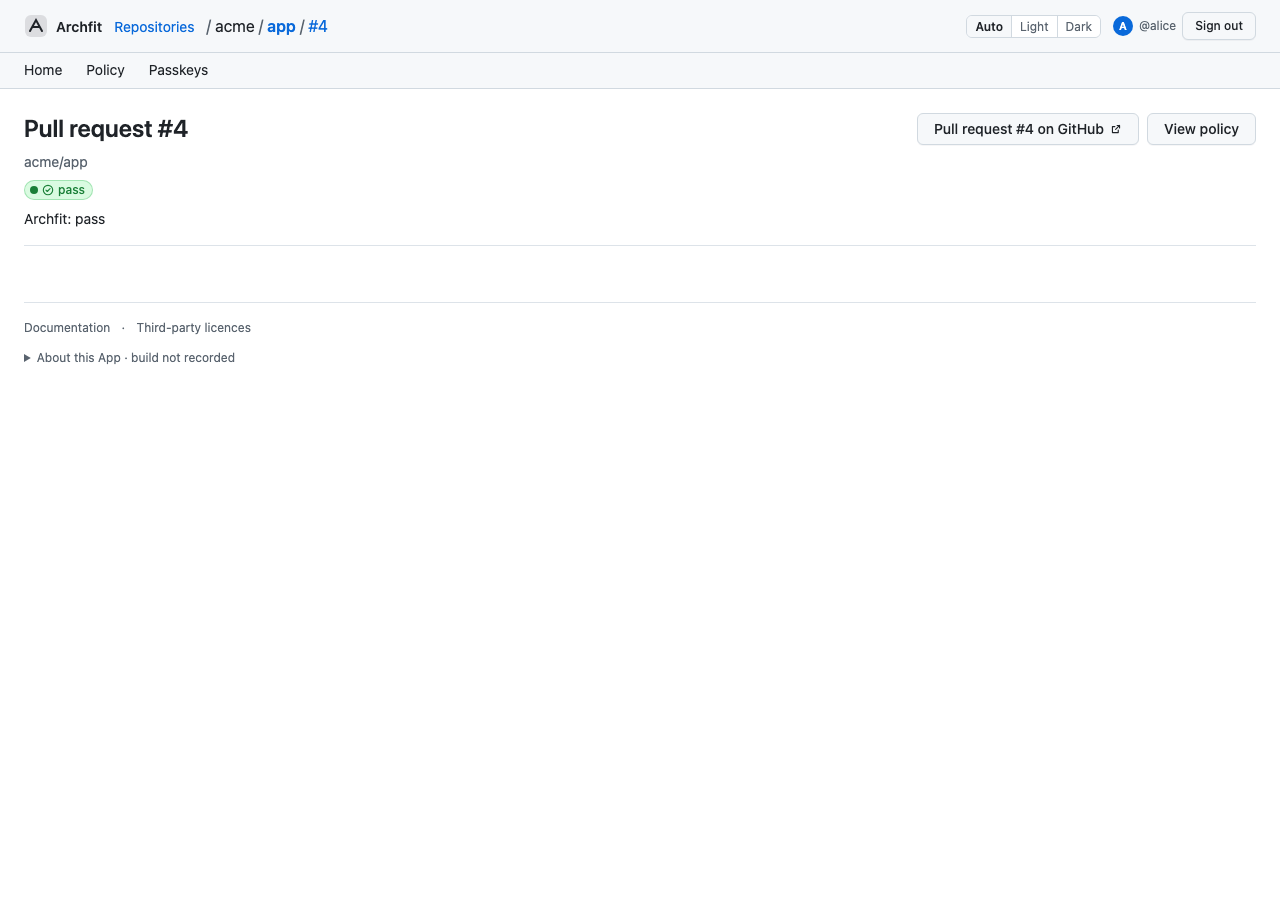 Archfit Repositories / acme / app / #4 Auto Light Dark A @alice Sign out
Home Policy Passkeys
Pull request #4 Pull request #4 on GitHub View policy
acme/app
pass
Archfit: pass
Documentation · Third-party licences
About this App · build not recorded